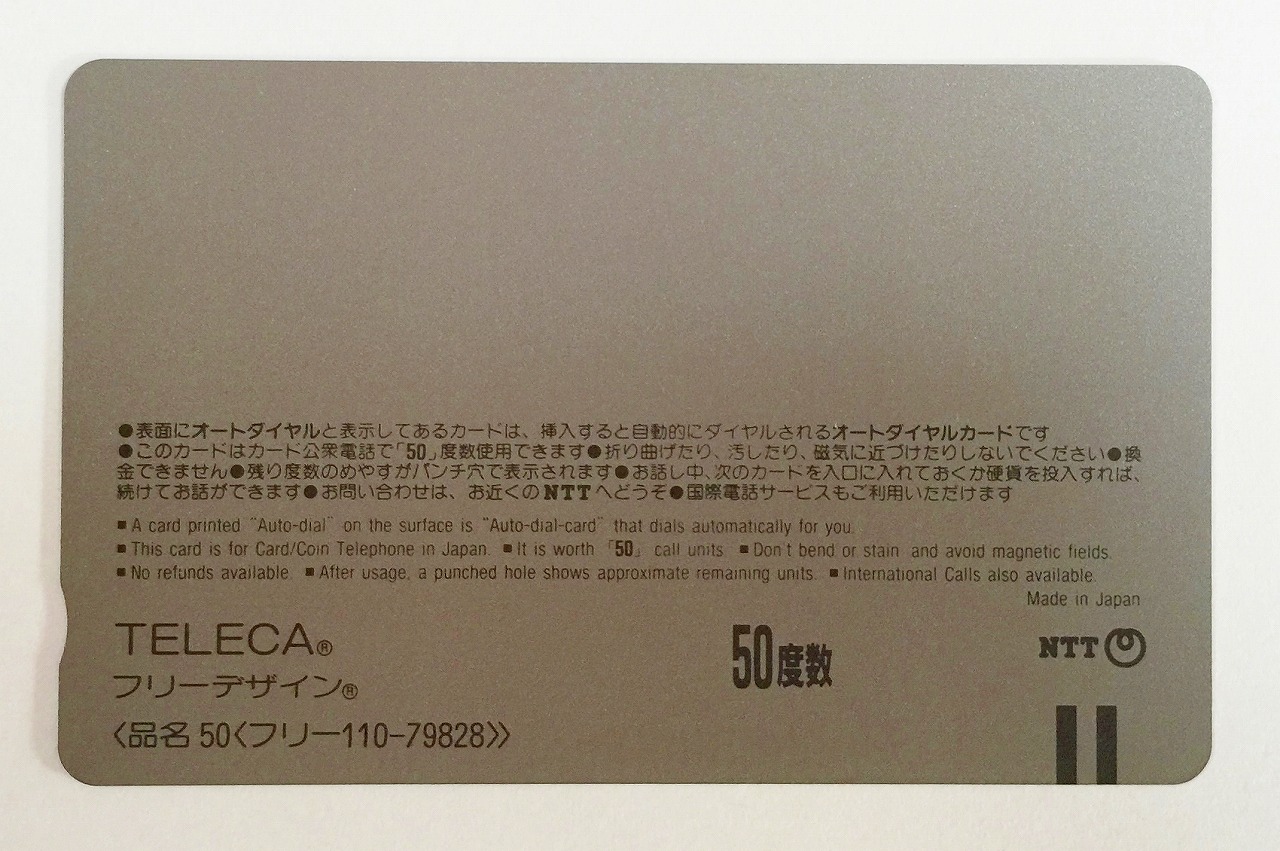 ●表面にオートダイヤルと表示してあるカードは、挿入すると自動的にダイヤルされるオートダイヤルカードです
●このカードはカード公衆電話で「50」度数使用できます●折り曲げたり、汚したり、磁気に近づけたりしないでください●換
金できません●残り度数のめやすがパンチ穴で表示されます●お話し中、次のカードを入口に入れておくか硬貨を投入すれば、
続けてお話ができます●お問い合わせは、お近くのNTTへどうぞ●国際電話サービスもご利用いただけます
■A card printed "Auto-dial" on the surface is "Auto-dial-card" that dials automatically for you.
■This card is for Card/Coin Telephone in Japan. ■It is worth 「50」 call units. ■Don't bend or stain and avoid magnetic fields.
■No refunds available. ■After usage, a punched hole shows approximate remaining units. ■International Calls also available.
Made in Japan
TELECA®
フリーデザイン®
50度数
NTT
〈品名 50〈フリー110-79828〉〉